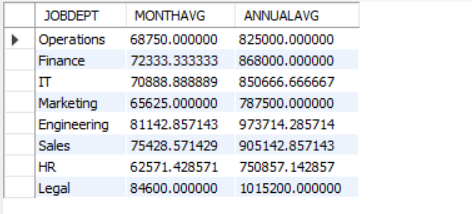 JOBDEPT MONTHAVG ANNUALAVG
Operations 68750.000000 825000.000000
Finance 72333.333333 868000.000000
IT 70888.888889 850666.666667
Marketing 65625.000000 787500.000000
Engineering 81142.857143 973714.285714
Sales 75428.571429 905142.857143
HR 62571.428571 750857.142857
Legal 84600.000000 1015200.000000